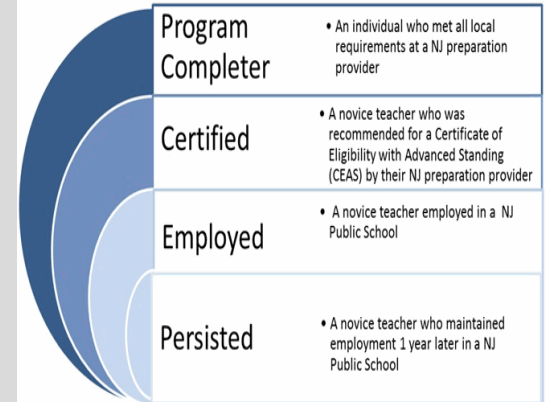 Program
Completer
• An individual who met all local
requirements at a NJ preparation
provider
Certified
• A novice teacher who was
recommended for a Certificate of
Eligibility with Advanced Standing
(CEAS) by their NJ preparation provider
Employed
• A novice teacher employed in a NJ
Public School
Persisted
• A novice teacher who maintained
employment 1 year later in a NJ
Public School